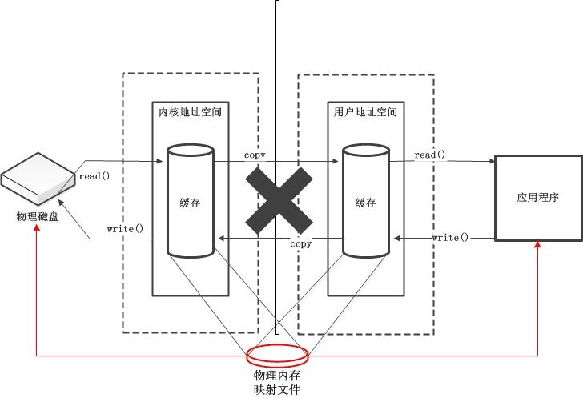 内核地址空间
用户地址空间
copy
read()
read()
缓存
缓存
应用程序
物理磁盘
write()
copy
write()
物理内存
映射文件